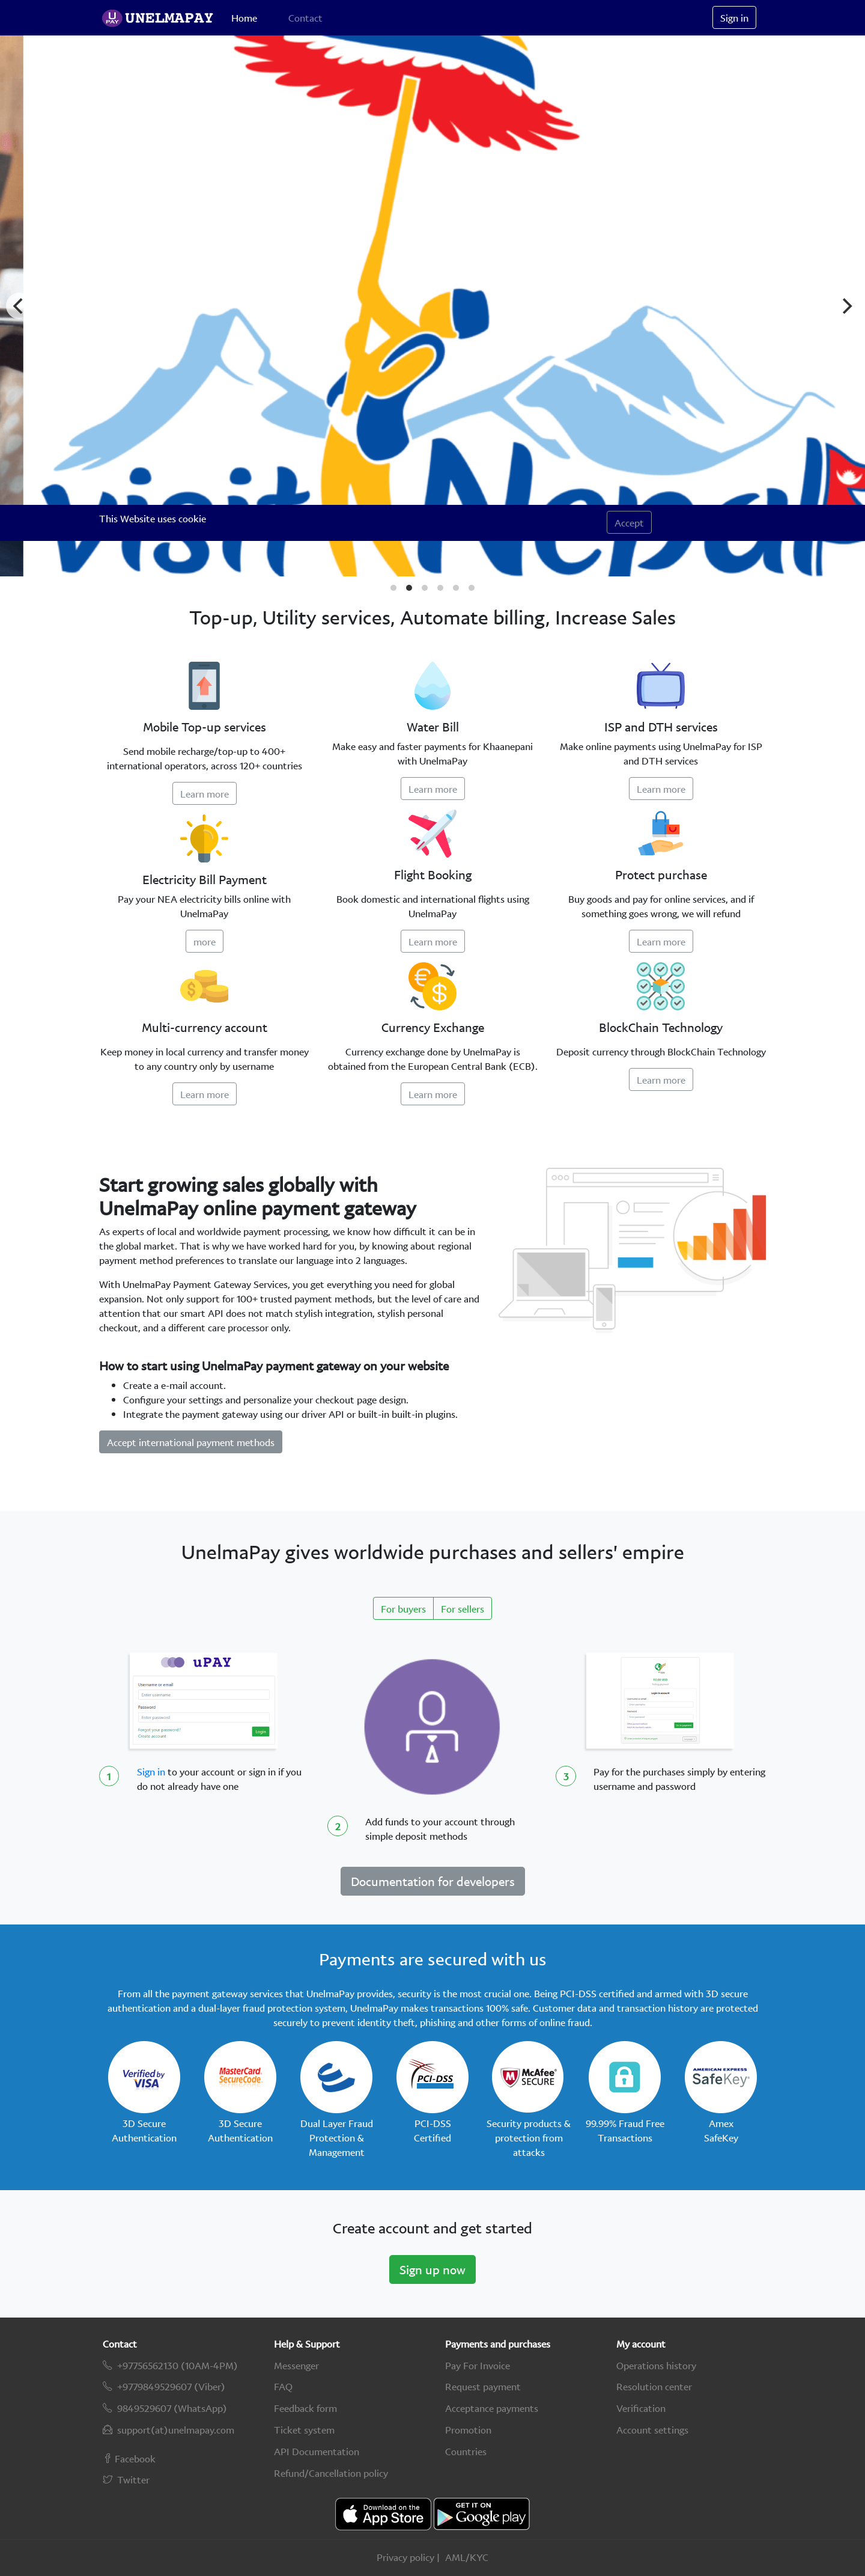 U PAY UNELMAPAY Home Contact Sign in
visit Nepal
This Website uses cookie Accept
Top-up, Utility services, Automate billing, Increase Sales
Mobile Top-up services
Send mobile recharge/top-up to 400+
international operators, across 120+ countries
Learn more
Water Bill
Make easy and faster payments for Khaanepani
with UnelmaPay
Learn more
ISP and DTH services
Make online payments using UnelmaPay for ISP
and DTH services
Learn more
Electricity Bill Payment
Pay your NEA electricity bills online with
UnelmaPay
more
Flight Booking
Book domestic and international flights using
UnelmaPay
Learn more
Protect purchase
Buy goods and pay for online services, and if
something goes wrong, we will refund
Learn more
Multi-currency account
Keep money in local currency and transfer money
to any country only by username
Learn more
Currency Exchange
Currency exchange done by UnelmaPay is
obtained from the European Central Bank (ECB).
Learn more
BlockChain Technology
Deposit currency through BlockChain Technology
Learn more
Start growing sales globally with
UnelmaPay online payment gateway
As experts of local and worldwide payment processing, we know how difficult it can be in
the global market. That is why we have worked hard for you, by knowing about regional
payment method preferences to translate our language into 2 languages.
With UnelmaPay Payment Gateway Services, you get everything you need for global
expansion. Not only support for 100+ trusted payment methods, but the level of care and
attention that our smart API does not match stylish integration, stylish personal
checkout, and a different care processor only.
How to start using UnelmaPay payment gateway on your website
• Create a e-mail account.
• Configure your settings and personalize your checkout page design.
• Integrate the payment gateway using our driver API or built-in built-in plugins.
Accept international payment methods
UnelmaPay gives worldwide purchases and sellers' empire
For buyers For sellers
uPAY
Username or email
Enter username
Password
Enter password
Forgot your password?
Create account
Login
1 Sign in to your account or sign in if you
do not already have one
2 Add funds to your account through
simple deposit methods
3 Pay for the purchases simply by entering
username and password
Documentation for developers
Payments are secured with us
From all the payment gateway services that UnelmaPay provides, security is the most crucial one. Being PCI-DSS certified and armed with 3D secure
authentication and a dual-layer fraud protection system, UnelmaPay makes transactions 100% safe. Customer data and transaction history are protected
securely to prevent identity theft, phishing and other forms of online fraud.
Verified by VISA
3D Secure
Authentication
MasterCard. SecureCode.
3D Secure
Authentication
Dual Layer Fraud
Protection &
Management
PCI-DSS
PCI-DSS
Certified
McAfee SECURE
Security products &
protection from
attacks
99.99% Fraud Free
Transactions
AMERICAN EXPRESS SafeKey
Amex
SafeKey
Create account and get started
Sign up now
Contact
+97756562130 (10AM-4PM)
+9779849529607 (Viber)
9849529607 (WhatsApp)
support(at)unelmapay.com
Facebook
Twitter
Help & Support
Messenger
FAQ
Feedback form
Ticket system
API Documentation
Refund/Cancellation policy
Payments and purchases
Pay For Invoice
Request payment
Acceptance payments
Promotion
Countries
My account
Operations history
Resolution center
Verification
Account settings
Download on the App Store
GET IT ON Google play
Privacy policy | AML/KYC